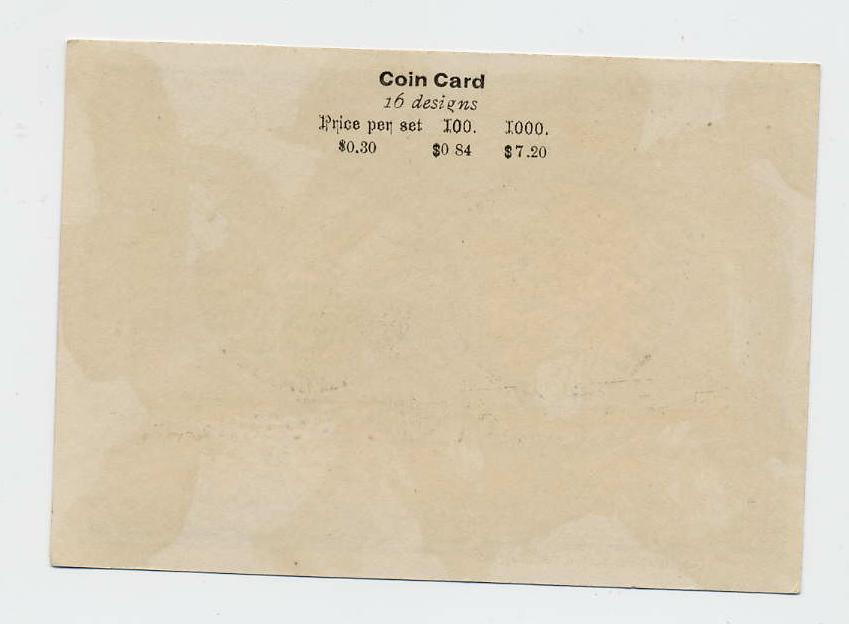 Coin Card
16 designs
Price per set 100. 1000.
$0.30 $0 84 $7.20